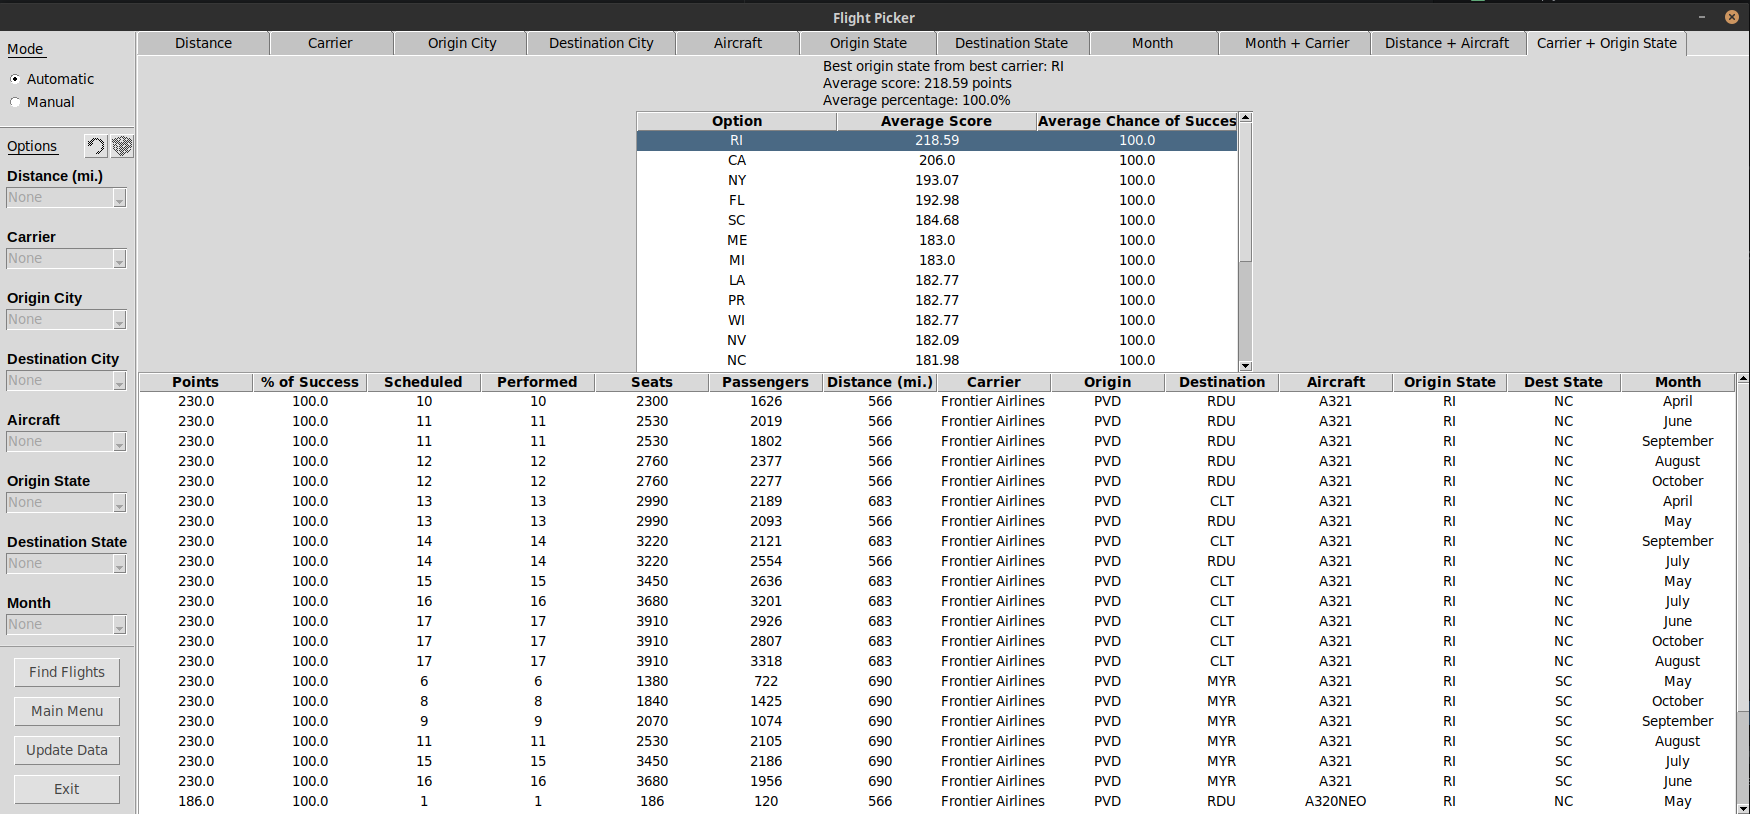 Flight Picker
Mode
Automatic
Manual
Options
Distance (mi.)
None
Carrier
None
Origin City
None
Destination City
None
Aircraft
None
Origin State
None
Destination State
None
Month
None
Find Flights
Main Menu
Update Data
Exit
Distance Carrier Origin City Destination City Aircraft Origin State Destination State Month Month + Carrier Distance + Aircraft Carrier + Origin State
Best origin state from best carrier: RI
Average score: 218.59 points
Average percentage: 100.0%
Option Average Score Average Chance of Succes
RI 218.59 100.0
CA 206.0 100.0
NY 193.07 100.0
FL 192.98 100.0
SC 184.68 100.0
ME 183.0 100.0
MI 183.0 100.0
LA 182.77 100.0
PR 182.77 100.0
WI 182.77 100.0
NV 182.09 100.0
NC 181.98 100.0
Points % of Success Scheduled Performed Seats Passengers Distance (mi.) Carrier Origin Destination Aircraft Origin State Dest State Month
230.0 100.0 10 10 2300 1626 566 Frontier Airlines PVD RDU A321 RI NC April
230.0 100.0 11 11 2530 2019 566 Frontier Airlines PVD RDU A321 RI NC June
230.0 100.0 11 11 2530 1802 566 Frontier Airlines PVD RDU A321 RI NC September
230.0 100.0 12 12 2760 2377 566 Frontier Airlines PVD RDU A321 RI NC August
230.0 100.0 12 12 2760 2277 566 Frontier Airlines PVD RDU A321 RI NC October
230.0 100.0 13 13 2990 2189 683 Frontier Airlines PVD CLT A321 RI NC April
230.0 100.0 13 13 2990 2093 566 Frontier Airlines PVD RDU A321 RI NC May
230.0 100.0 14 14 3220 2121 683 Frontier Airlines PVD CLT A321 RI NC September
230.0 100.0 14 14 3220 2554 566 Frontier Airlines PVD RDU A321 RI NC July
230.0 100.0 15 15 3450 2636 683 Frontier Airlines PVD CLT A321 RI NC May
230.0 100.0 16 16 3680 3201 683 Frontier Airlines PVD CLT A321 RI NC July
230.0 100.0 17 17 3910 2926 683 Frontier Airlines PVD CLT A321 RI NC June
230.0 100.0 17 17 3910 2807 683 Frontier Airlines PVD CLT A321 RI NC October
230.0 100.0 17 17 3910 3318 683 Frontier Airlines PVD CLT A321 RI NC August
230.0 100.0 6 6 1380 722 690 Frontier Airlines PVD MYR A321 RI SC May
230.0 100.0 8 8 1840 1425 690 Frontier Airlines PVD MYR A321 RI SC October
230.0 100.0 9 9 2070 1074 690 Frontier Airlines PVD MYR A321 RI SC September
230.0 100.0 11 11 2530 2105 690 Frontier Airlines PVD MYR A321 RI SC August
230.0 100.0 15 15 3450 2186 690 Frontier Airlines PVD MYR A321 RI SC July
230.0 100.0 16 16 3680 1956 690 Frontier Airlines PVD MYR A321 RI SC June
186.0 100.0 1 1 186 120 566 Frontier Airlines PVD RDU A320NEO RI NC May